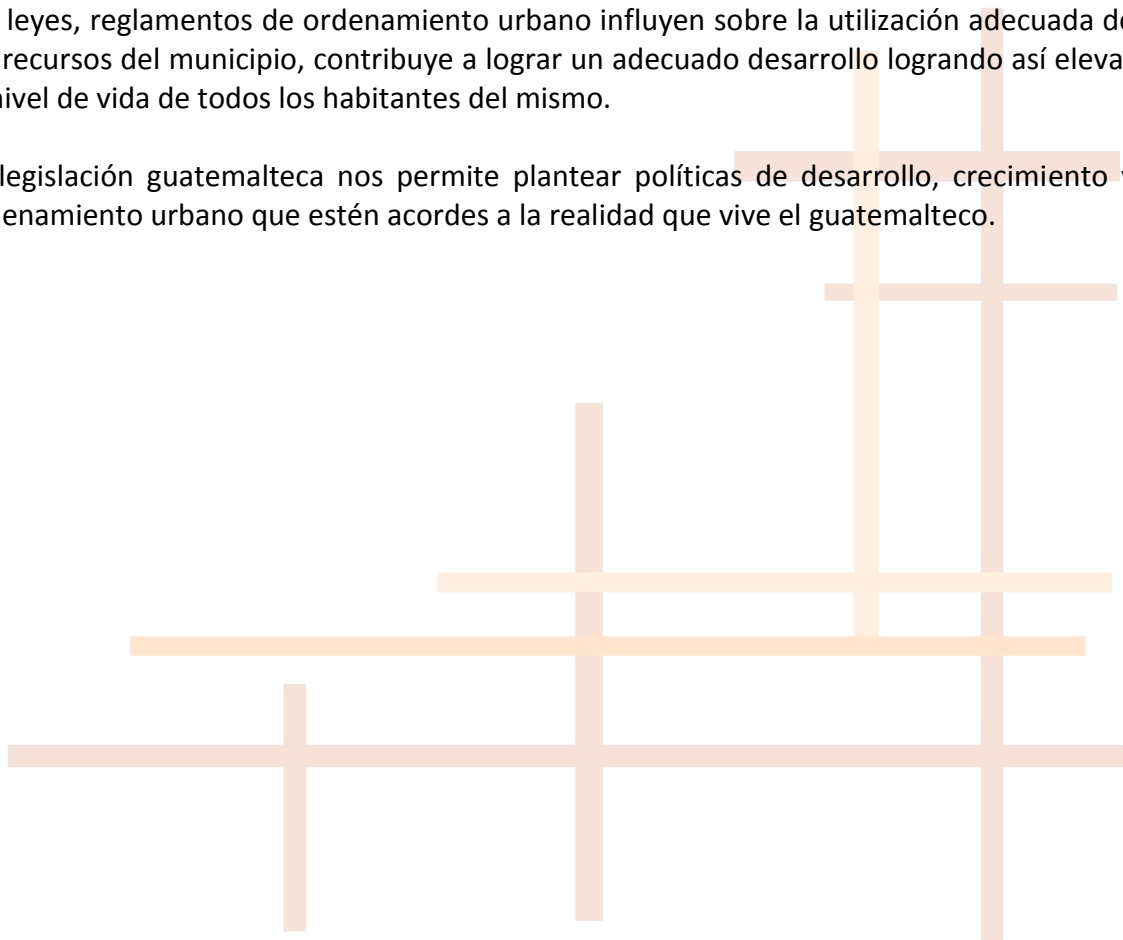 leyes, reglamentos de ordenamiento urbano influyen sobre la utilización adecuada de
recursos del municipio, contribuye a lograr un adecuado desarrollo logrando así eleva
nivel de vida de todos los habitantes del mismo.
legislación guatemalteca nos permite plantear políticas de desarrollo, crecimiento y
denamiento urbano que estén acordes a la realidad que vive el guatemalteco.